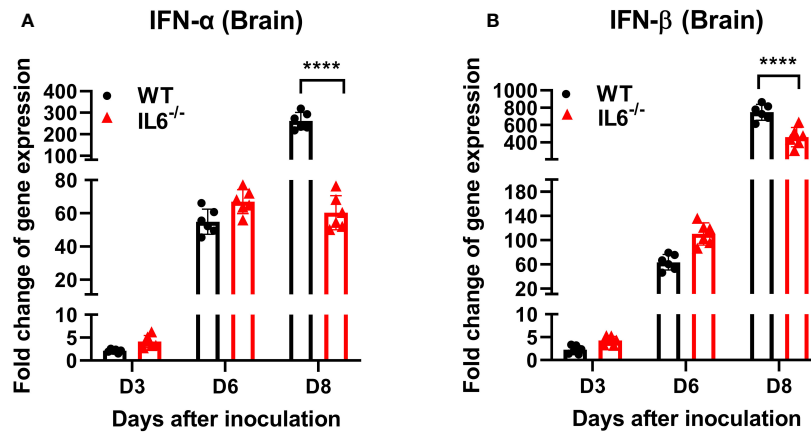 A
IFN-α (Brain)
Fold change of gene expression
400
300
200
100
80
60
40
20
10
5
0
WT
IL6-/-
****
D3
D6
D8
Days after inoculation
B
IFN-β (Brain)
Fold change of gene expression
1000
800
600
400
180
140
100
60
20
10
5
0
WT
IL6-/-
****
D3
D6
D8
Days after inoculation